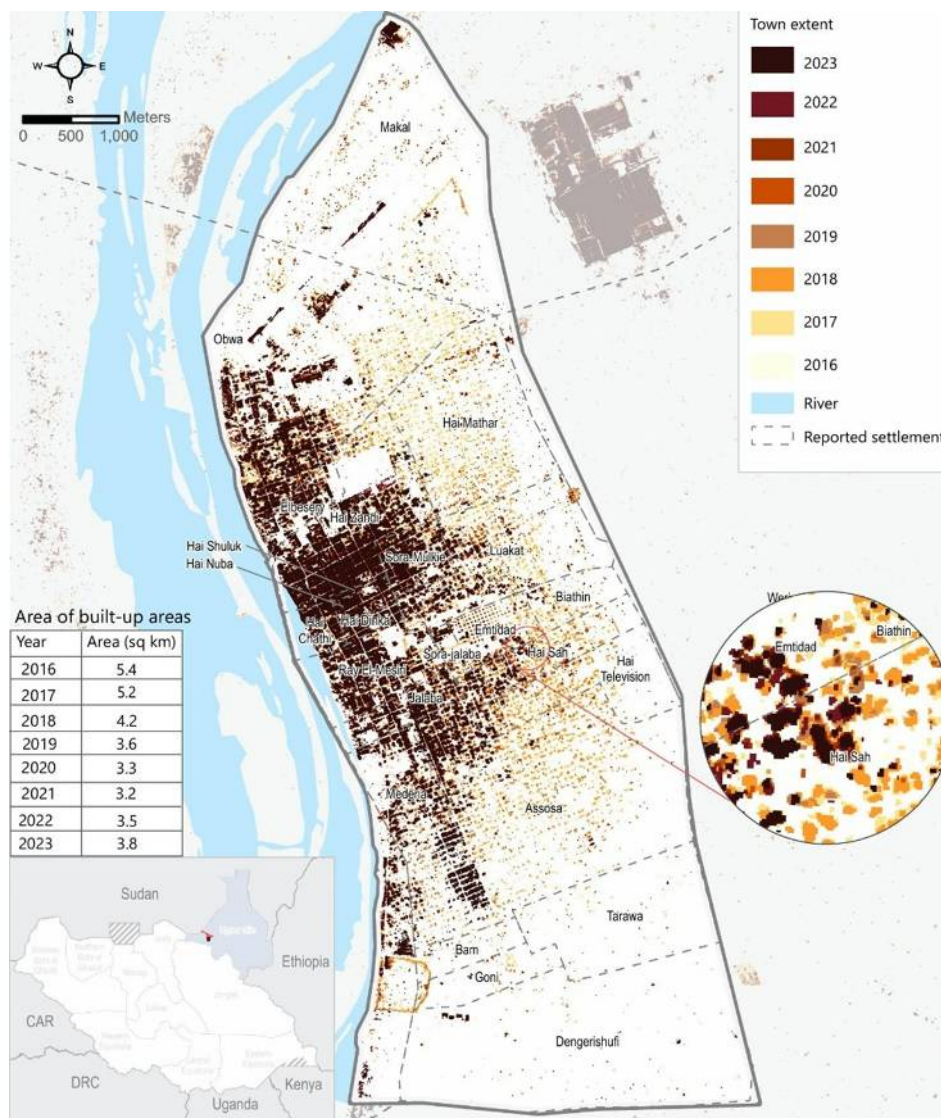 N
W E
S
Meters
0 500 1,000
Town extent
2023
2022
2021
2020
2019
2018
2017
2016
River
Reported settlement
Makal
Obwa
Hai Mathar
Elbasery
Hai Zandi
Hai Shuluk
Hai Nuba
Sora-Mulkie
Luakat
Biathin
Hai Dinka
Hai
Chathi
Emtidad
Sora-jalaba
Hai Sah
Hai
Television
Jalaba
Mederia
Assosa
Tarawa
Bam
Goni
Dengerishufi
Biathin
Emtidad
Hai Sah
Area of built-up areas
Year Area (sq km)
2016 5.4
2017 5.2
2018 4.2
2019 3.6
2020 3.3
2021 3.2
2022 3.5
2023 3.8
Sudan
Ethiopia
CAR
DRC
Uganda
Kenya